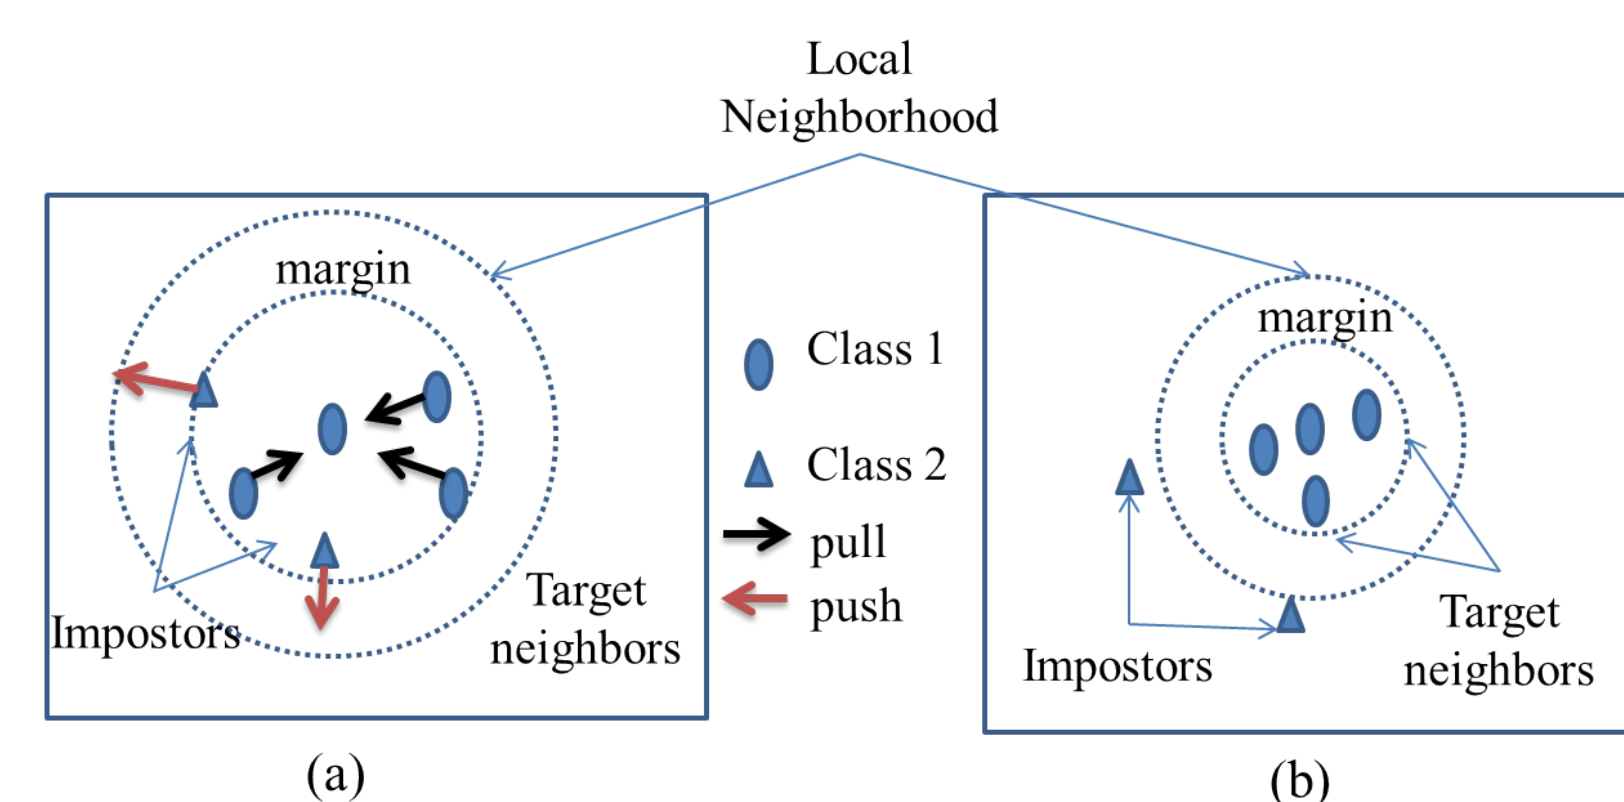 Local
Neighborhood
margin
Impostors
Target
neighbors
(a)
Class 1
Class 2
pull
push
margin
Impostors
Target
neighbors
(b)